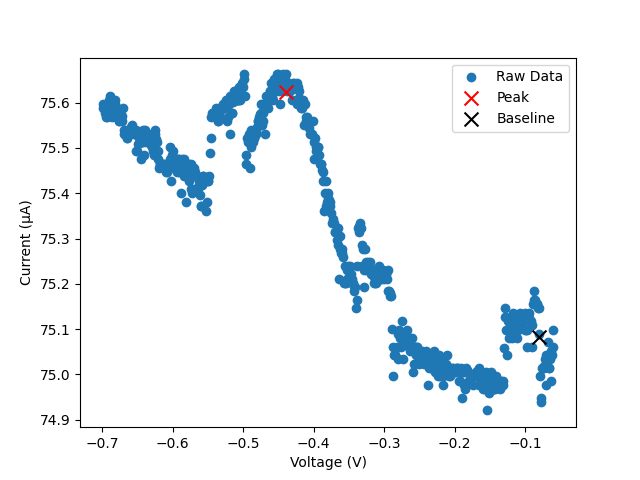 Raw Data
Peak
Baseline
75.6
75.5
75.4
75.3
75.2
75.1
75.0
74.9
Current (µA)
−0.7 −0.6 −0.5 −0.4 −0.3 −0.2 −0.1
Voltage (V)